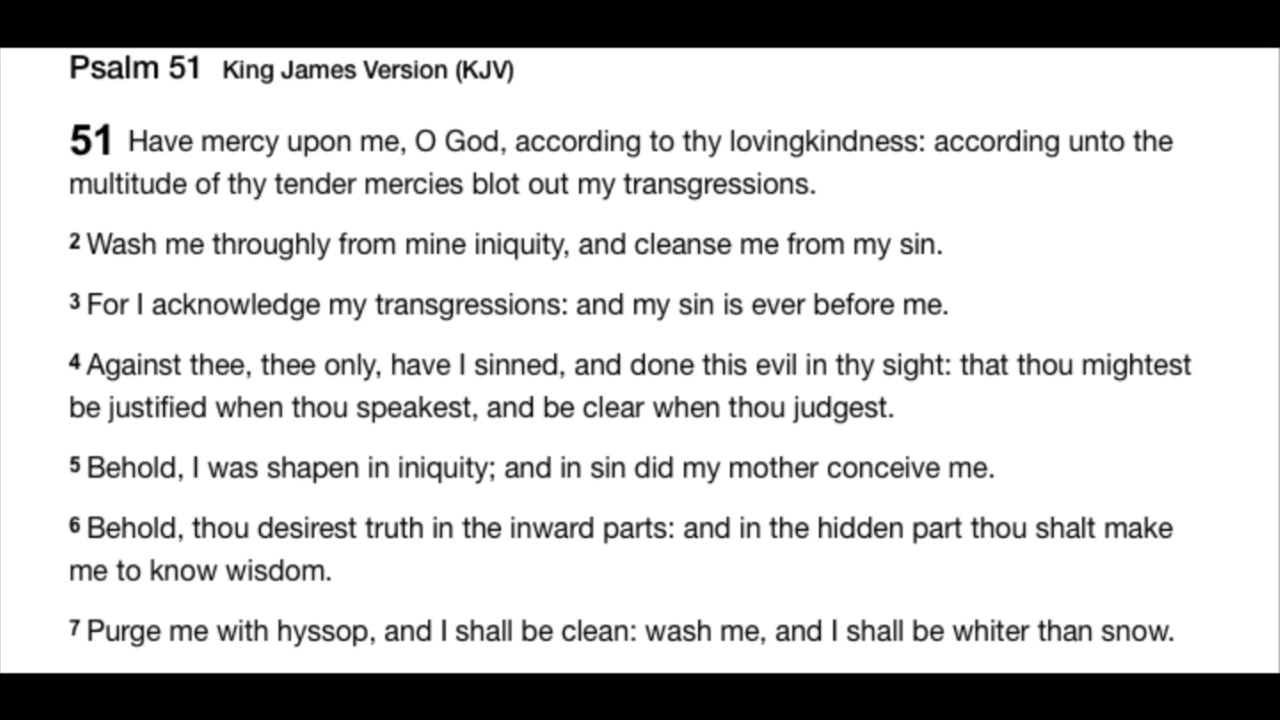 Psalm 51 King James Version (KJV)
51 Have mercy upon me, O God, according to thy lovingkindness: according unto the
multitude of thy tender mercies blot out my transgressions.
2 Wash me throughly from mine iniquity, and cleanse me from my sin.
3 For I acknowledge my transgressions: and my sin is ever before me.
4 Against thee, thee only, have I sinned, and done this evil in thy sight: that thou mightest
be justified when thou speakest, and be clear when thou judgest.
5 Behold, I was shapen in iniquity; and in sin did my mother conceive me.
6 Behold, thou desirest truth in the inward parts: and in the hidden part thou shalt make
me to know wisdom.
7 Purge me with hyssop, and I shall be clean: wash me, and I shall be whiter than snow.